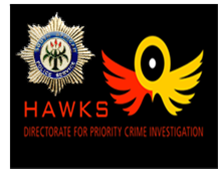 HAWKS
DIRECTORATE FOR PRIORITY CRIME INVESTIGATION